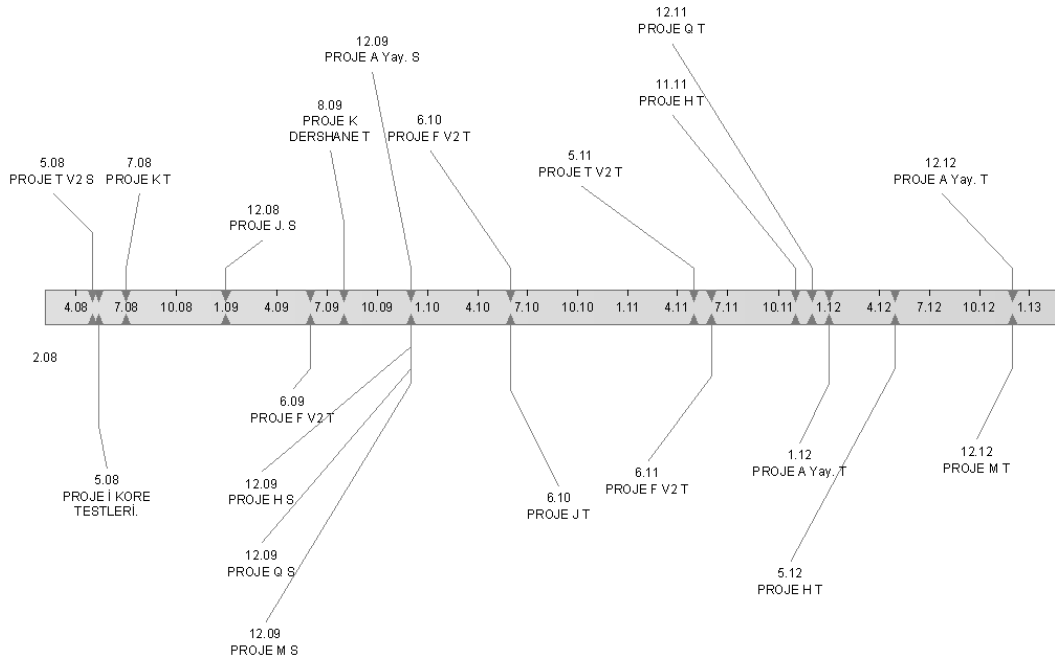 12.11
PROJE Q T
12.09
PROJE A Yay. S
11.11
PROJE H T
8.09
PROJE K
DERSHANE T
6.10
PROJE F V2 T
5.08
PROJE T V2 S
7.08
PROJE K T
5.11
PROJE T V2 T
12.12
PROJE A Yay. T
12.08
PROJE J. S
4.08 7.08 10.08 1.09 4.09 7.09 10.09 1.10 4.10 7.10 10.10 1.11 4.11 7.11 10.11 1.12 4.12 7.12 10.12 1.13
2.08
6.09
PROJE F V2 T
5.08
PROJE İ KORE
TESTLERİ.
12.09
PROJE H S
6.10
PROJE J T
6.11
PROJE F V2 T
1.12
PROJE A Yay. T
12.12
PROJE M T
12.09
PROJE Q S
5.12
PROJE H T
12.09
PROJE M S